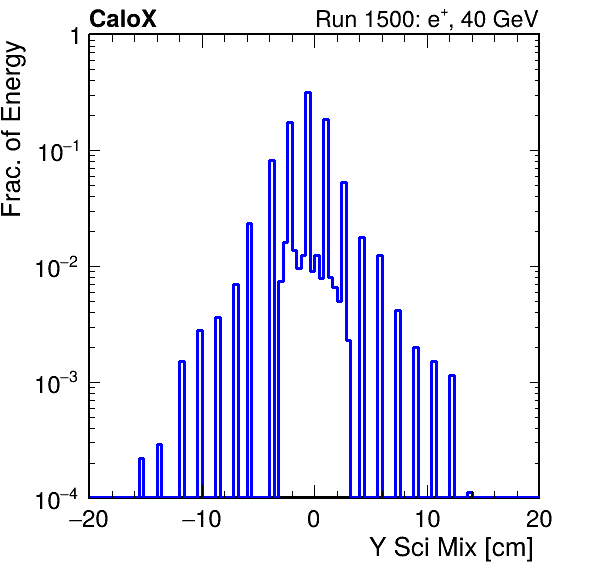 CaloX Run 1500: e⁺, 40 GeV
Frac. of Energy
1
10⁻¹
10⁻²
10⁻³
10⁻⁴
−20 −10 0 10 20
Y Sci Mix [cm]